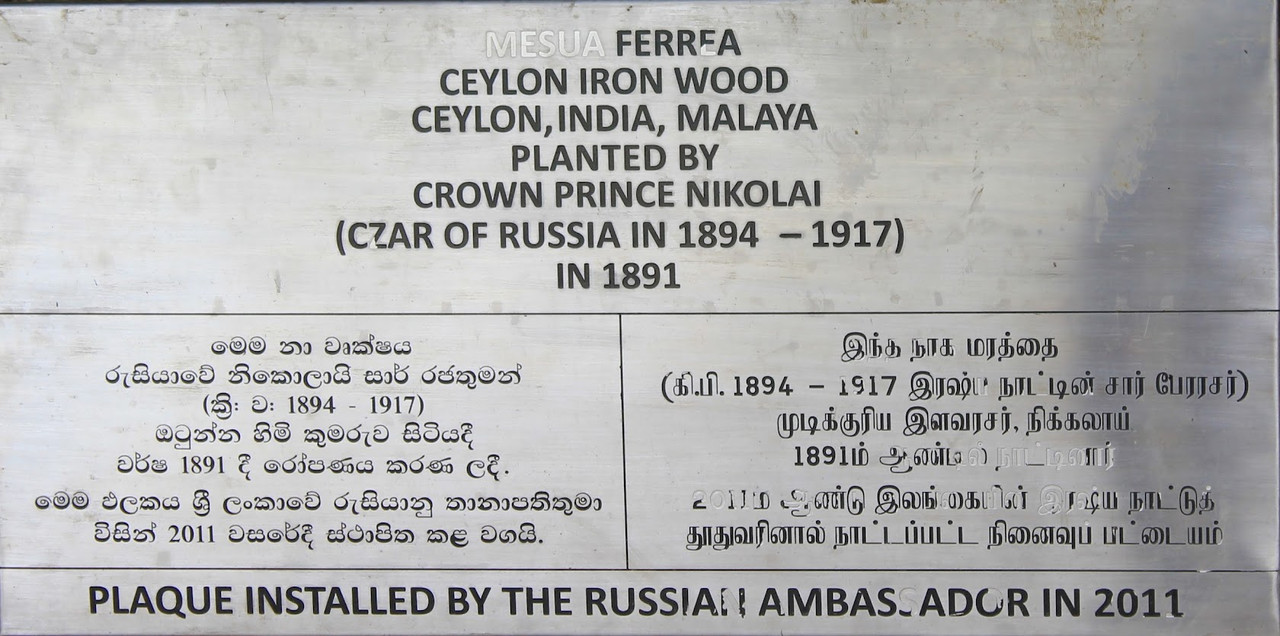 MESUA FERREA
CEYLON IRON WOOD
CEYLON, INDIA, MALAYA
PLANTED BY
CROWN PRINCE NIKOLAI
(CZAR OF RUSSIA IN 1894 – 1917)
IN 1891
මෙම නා වෘක්ෂය
රුසියාවේ නිකොලායි සාර් රජතුමන්
(ක්‍රි: ව: 1894 - 1917)
ඔටුන්න හිමි කුමරුව සිටියදී
වර්ෂ 1891 දී රෝපණය කරණ ලදී.
මෙම ඵලකය ශ්‍රී ලංකාවේ රුසියානු තානාපතිතුමා
විසින් 2011 වසරේදී ස්ථාපිත කළ වගයි.
இந்த நாக மரத்தை
(கி.பி. 1894 – 1917 இரஷ்ய நாட்டின் சார் பேரரசர்)
முடிக்குரிய இளவரசர், நிக்கலாய்
1891ம் ஆண்டில் நாட்டினார்
2011ம் ஆண்டு இலங்கையின் இரஷ்ய நாட்டுத்
தூதுவரினால் நாட்டப்பட்ட நினைவுப் பட்டையம்
PLAQUE INSTALLED BY THE RUSSIAN AMBASSADOR IN 2011